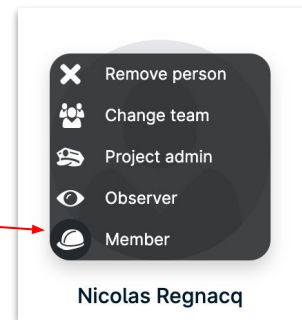 Remove person
Change team
Project admin
Observer
Member
Nicolas Regnacq